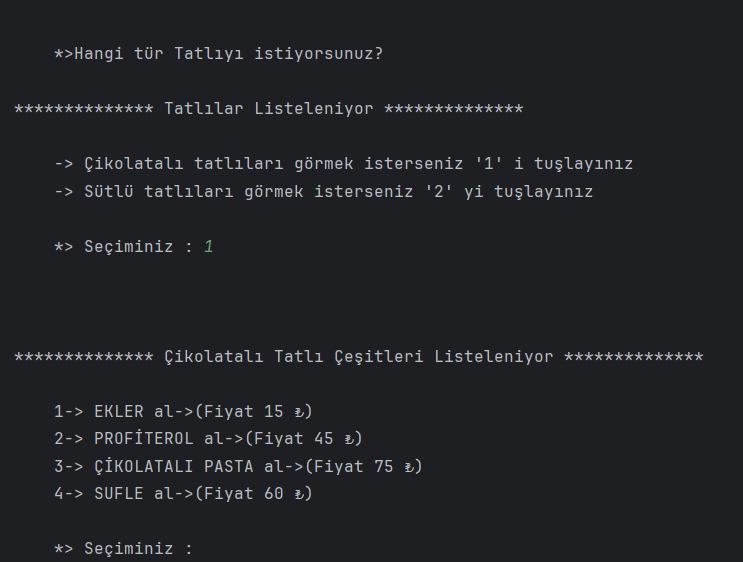 *>Hangi tür Tatlıyı istiyorsunuz?
************** Tatlılar Listeleniyor **************
-> Çikolatalı tatlıları görmek isterseniz '1' i tuşlayınız
-> Sütlü tatlıları görmek isterseniz '2' yi tuşlayınız
*> Seçiminiz : 1
************** Çikolatalı Tatlı Çeşitleri Listeleniyor **************
1-> EKLER al->(Fiyat 15 ₺)
2-> PROFİTEROL al->(Fiyat 45 ₺)
3-> ÇİKOLATALI PASTA al->(Fiyat 75 ₺)
4-> SUFLE al->(Fiyat 60 ₺)
*> Seçiminiz :